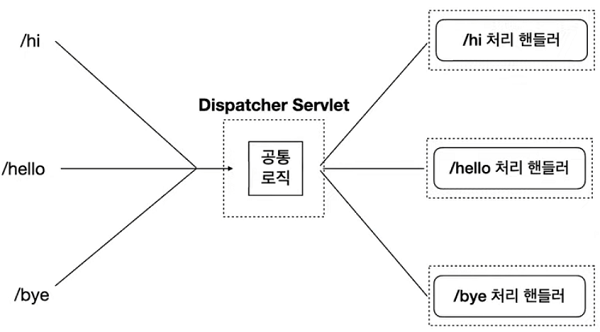 /hi
/hello
/bye
Dispatcher Servlet
공통
로직
/hi 처리 핸들러
/hello 처리 핸들러
/bye 처리 핸들러